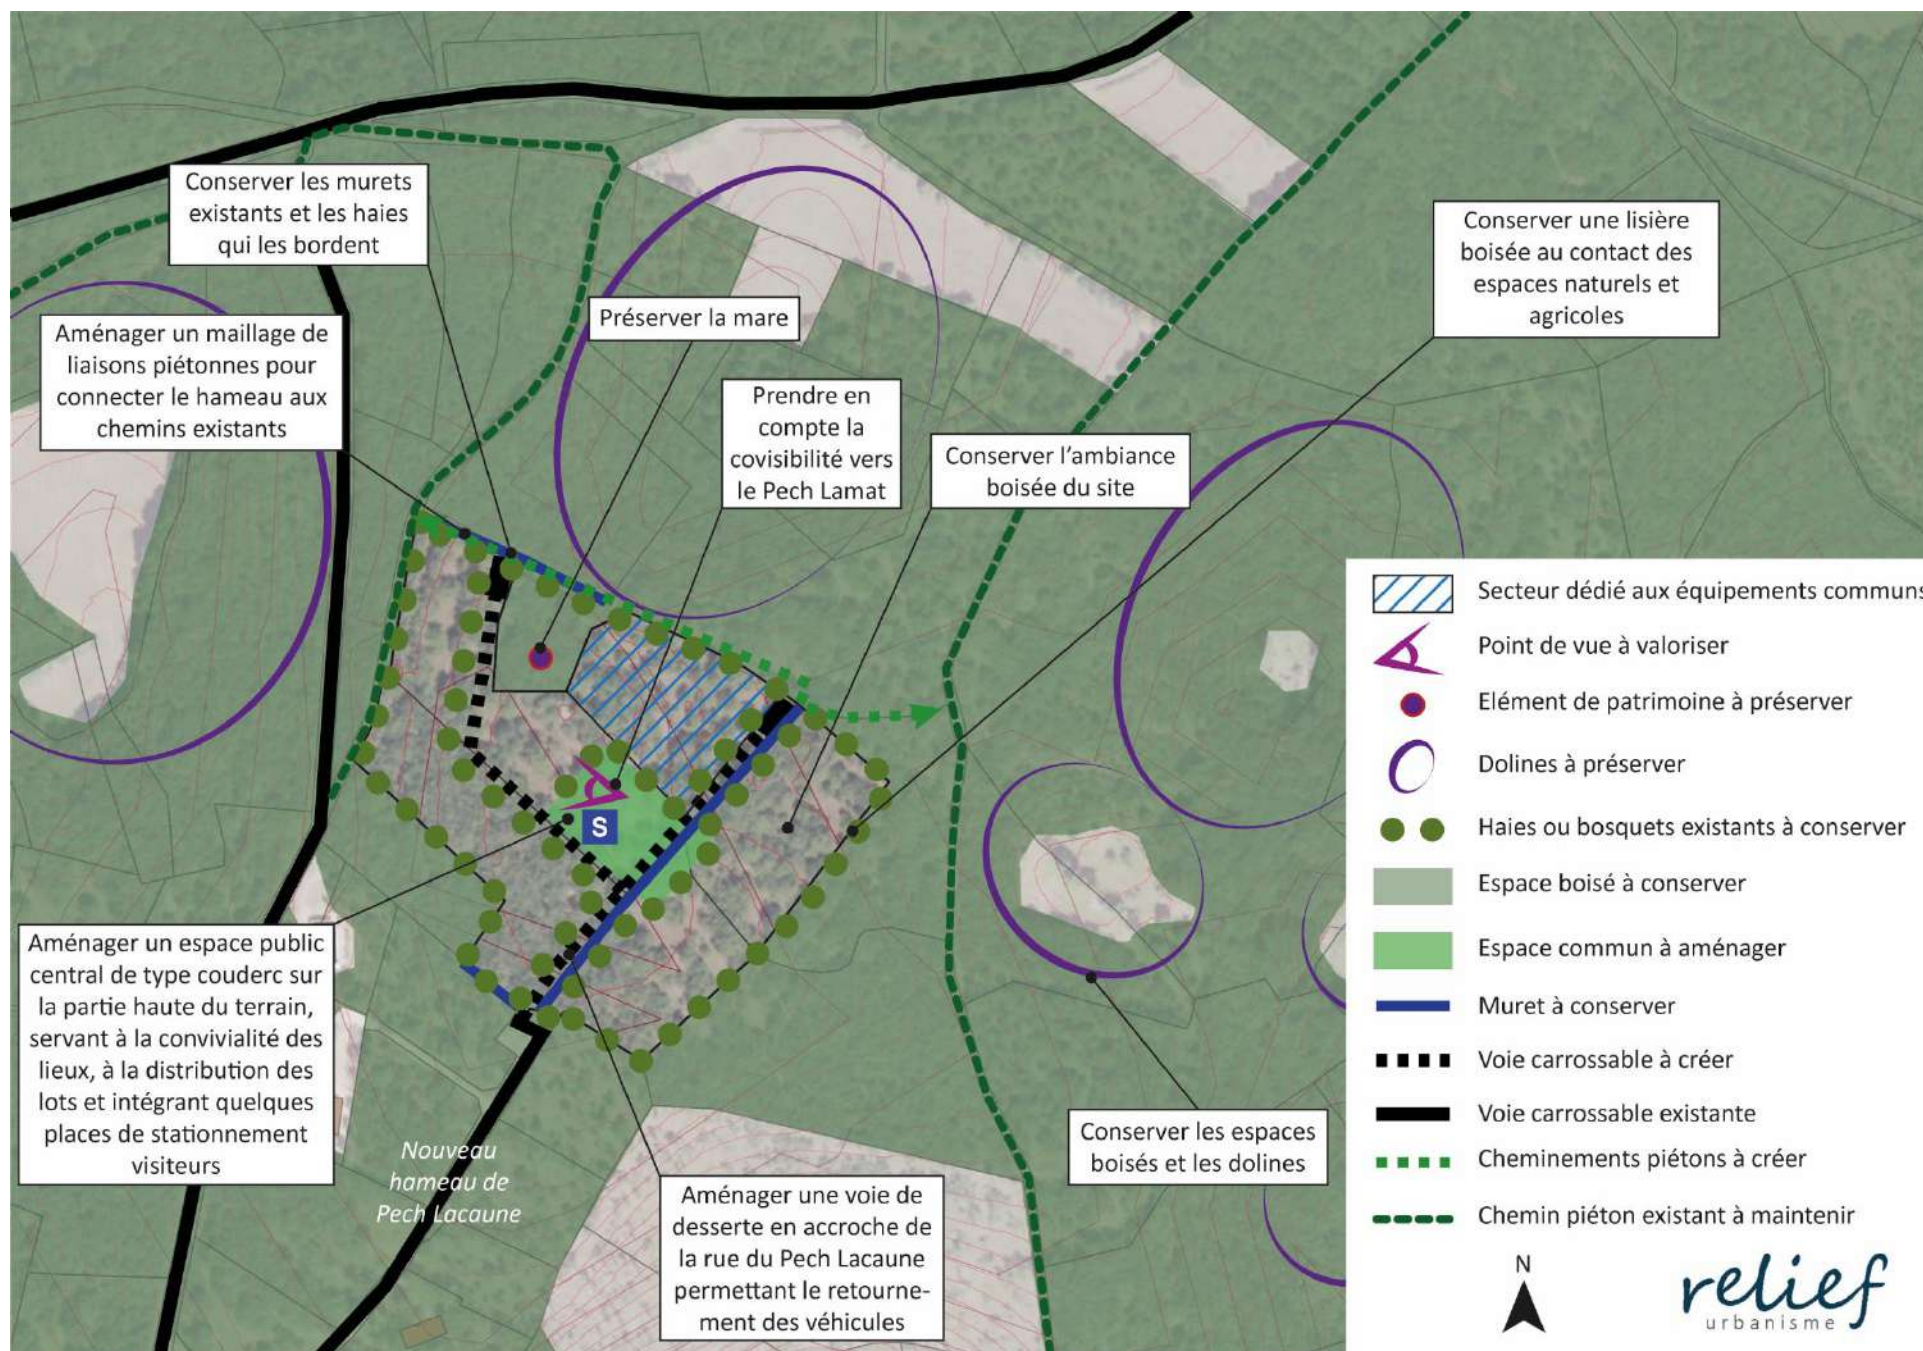 Conserver les murets
existants et les haies
qui les bordent
Conserver une lisière
boisée au contact des
espaces naturels et
agricoles
Préserver la mare
Aménager un maillage de
liaisons piétonnes pour
connecter le hameau aux
chemins existants
Prendre en
compte la
covisibilité vers
le Pech Lamat
Conserver l'ambiance
boisée du site
S
Aménager un espace public
central de type couderc sur
la partie haute du terrain,
servant à la convivialité des
lieux, à la distribution des
lots et intégrant quelques
places de stationnement
visiteurs
Nouveau
hameau de
Pech Lacaune
Aménager une voie de
desserte en accroche de
la rue du Pech Lacaune
permettant le retourne-
ment des véhicules
Conserver les espaces
boisés et les dolines
Secteur dédié aux équipements communs
Point de vue à valoriser
Elément de patrimoine à préserver
Dolines à préserver
Haies ou bosquets existants à conserver
Espace boisé à conserver
Espace commun à aménager
Muret à conserver
Voie carrossable à créer
Voie carrossable existante
Cheminements piétons à créer
Chemin piéton existant à maintenir
N
relief
urbanisme